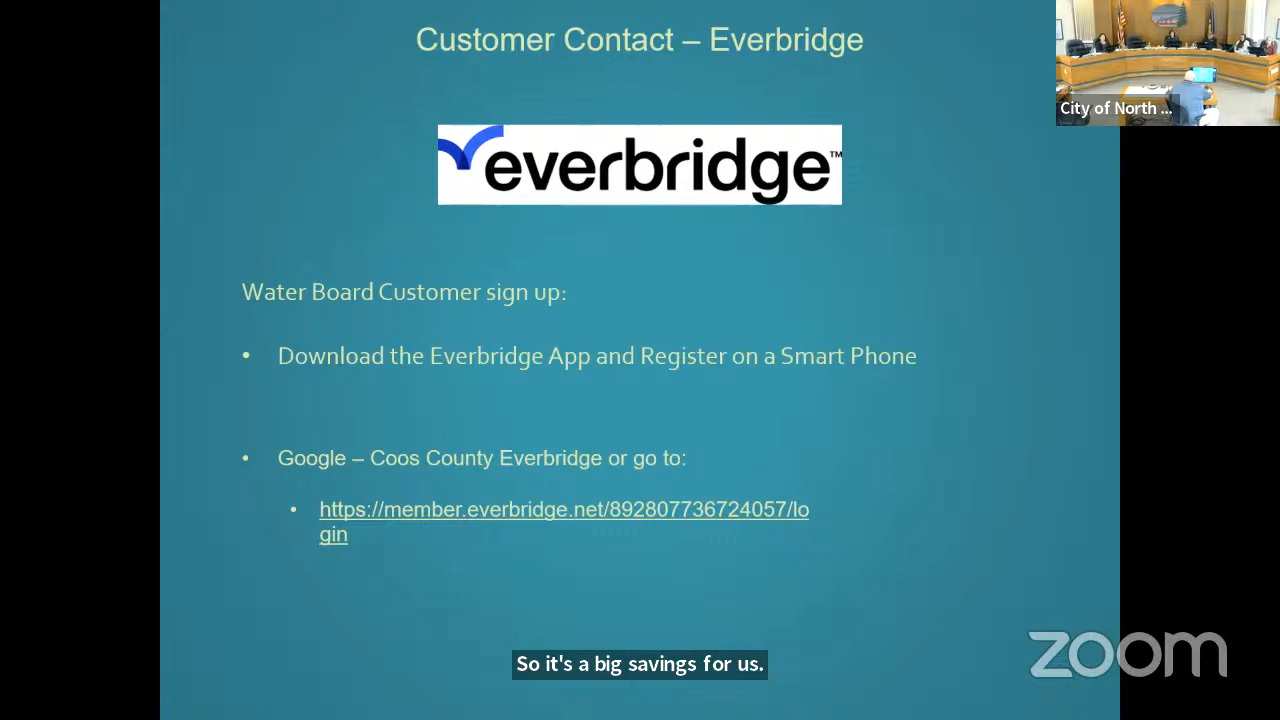 Customer Contact – Everbridge
City of North ...
everbridge™
Water Board Customer sign up:
• Download the Everbridge App and Register on a Smart Phone
• Google – Coos County Everbridge or go to:
• https://member.everbridge.net/892807736724057/lo
gin
So it's a big savings for us.
zoom